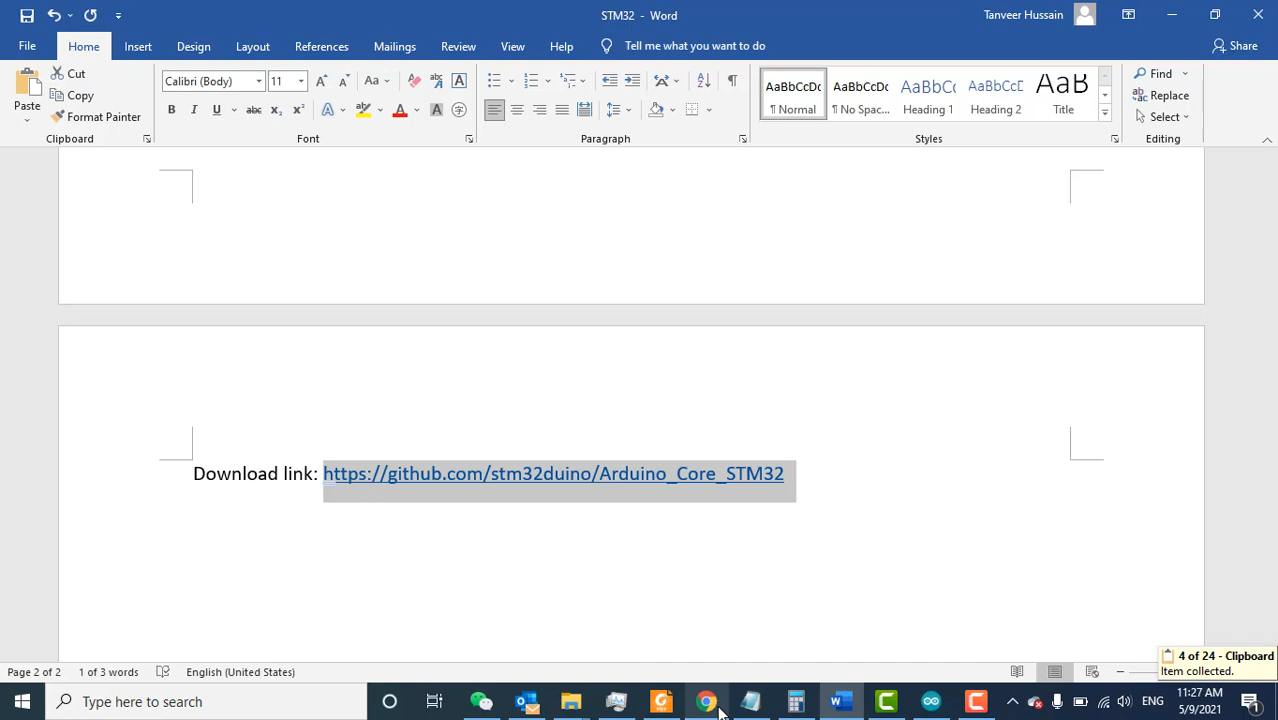 STM32 - Word
Tanveer Hussain
File Home Insert Design Layout References Mailings Review View Help Tell me what you want to do Share
Paste
Cut
Copy
Format Painter
Clipboard
Calibri (Body) 11
Font
Paragraph
AaBbCcDc AaBbCcDc AaBbCc AaBbCcC AaB
¶ Normal ¶ No Spac... Heading 1 Heading 2 Title
Styles
Find
Replace
Select
Editing
Download link: https://github.com/stm32duino/Arduino_Core_STM32
Page 2 of 2 1 of 3 words English (United States)
4 of 24 - Clipboard
Item collected.
Type here to search
ENG
11:27 AM
5/9/2021